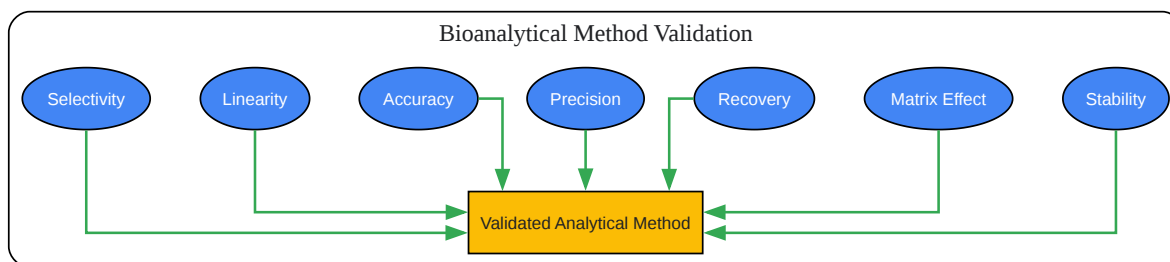 Bioanalytical Method Validation
Selectivity
Linearity
Accuracy
Precision
Recovery
Matrix Effect
Stability
Validated Analytical Method